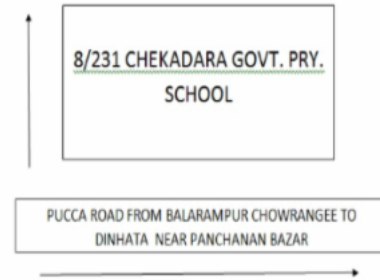 8/231 CHEKADARA GOVT. PRY.
SCHOOL
PUCCA ROAD FROM BALARAMPUR CHOWRANGEE TO
DINHATA NEAR PANCHANAN BAZAR